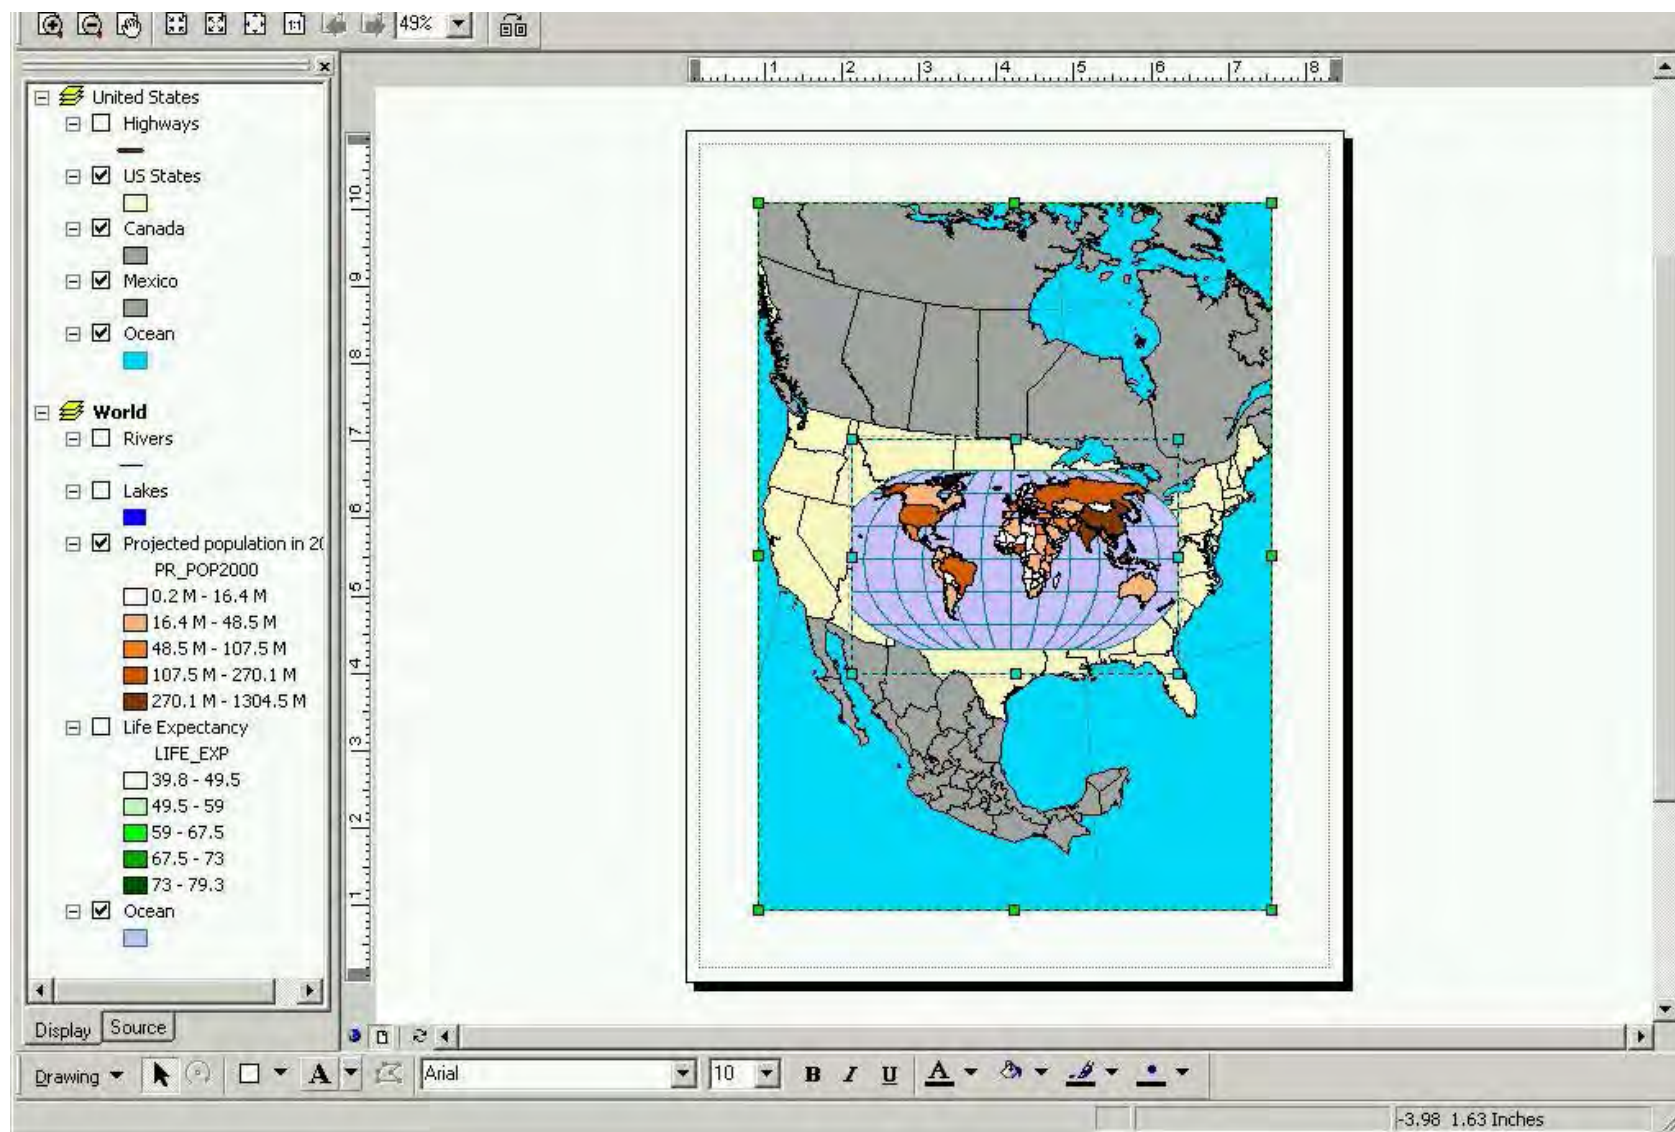 1:1
49%
1 2 3 4 5 6 7 8
United States
Highways
US States
Canada
Mexico
Ocean
World
Rivers
Lakes
Projected population in 20
PR_POP2000
0.2 M - 16.4 M
16.4 M - 48.5 M
48.5 M - 107.5 M
107.5 M - 270.1 M
270.1 M - 1304.5 M
Life Expectancy
LIFE_EXP
39.8 - 49.5
49.5 - 59
59 - 67.5
67.5 - 73
73 - 79.3
Ocean
10
9
8
7
6
5
4
3
2
1
Display Source
Drawing A Arial 10 B I U A
-3.98 1.63 Inches